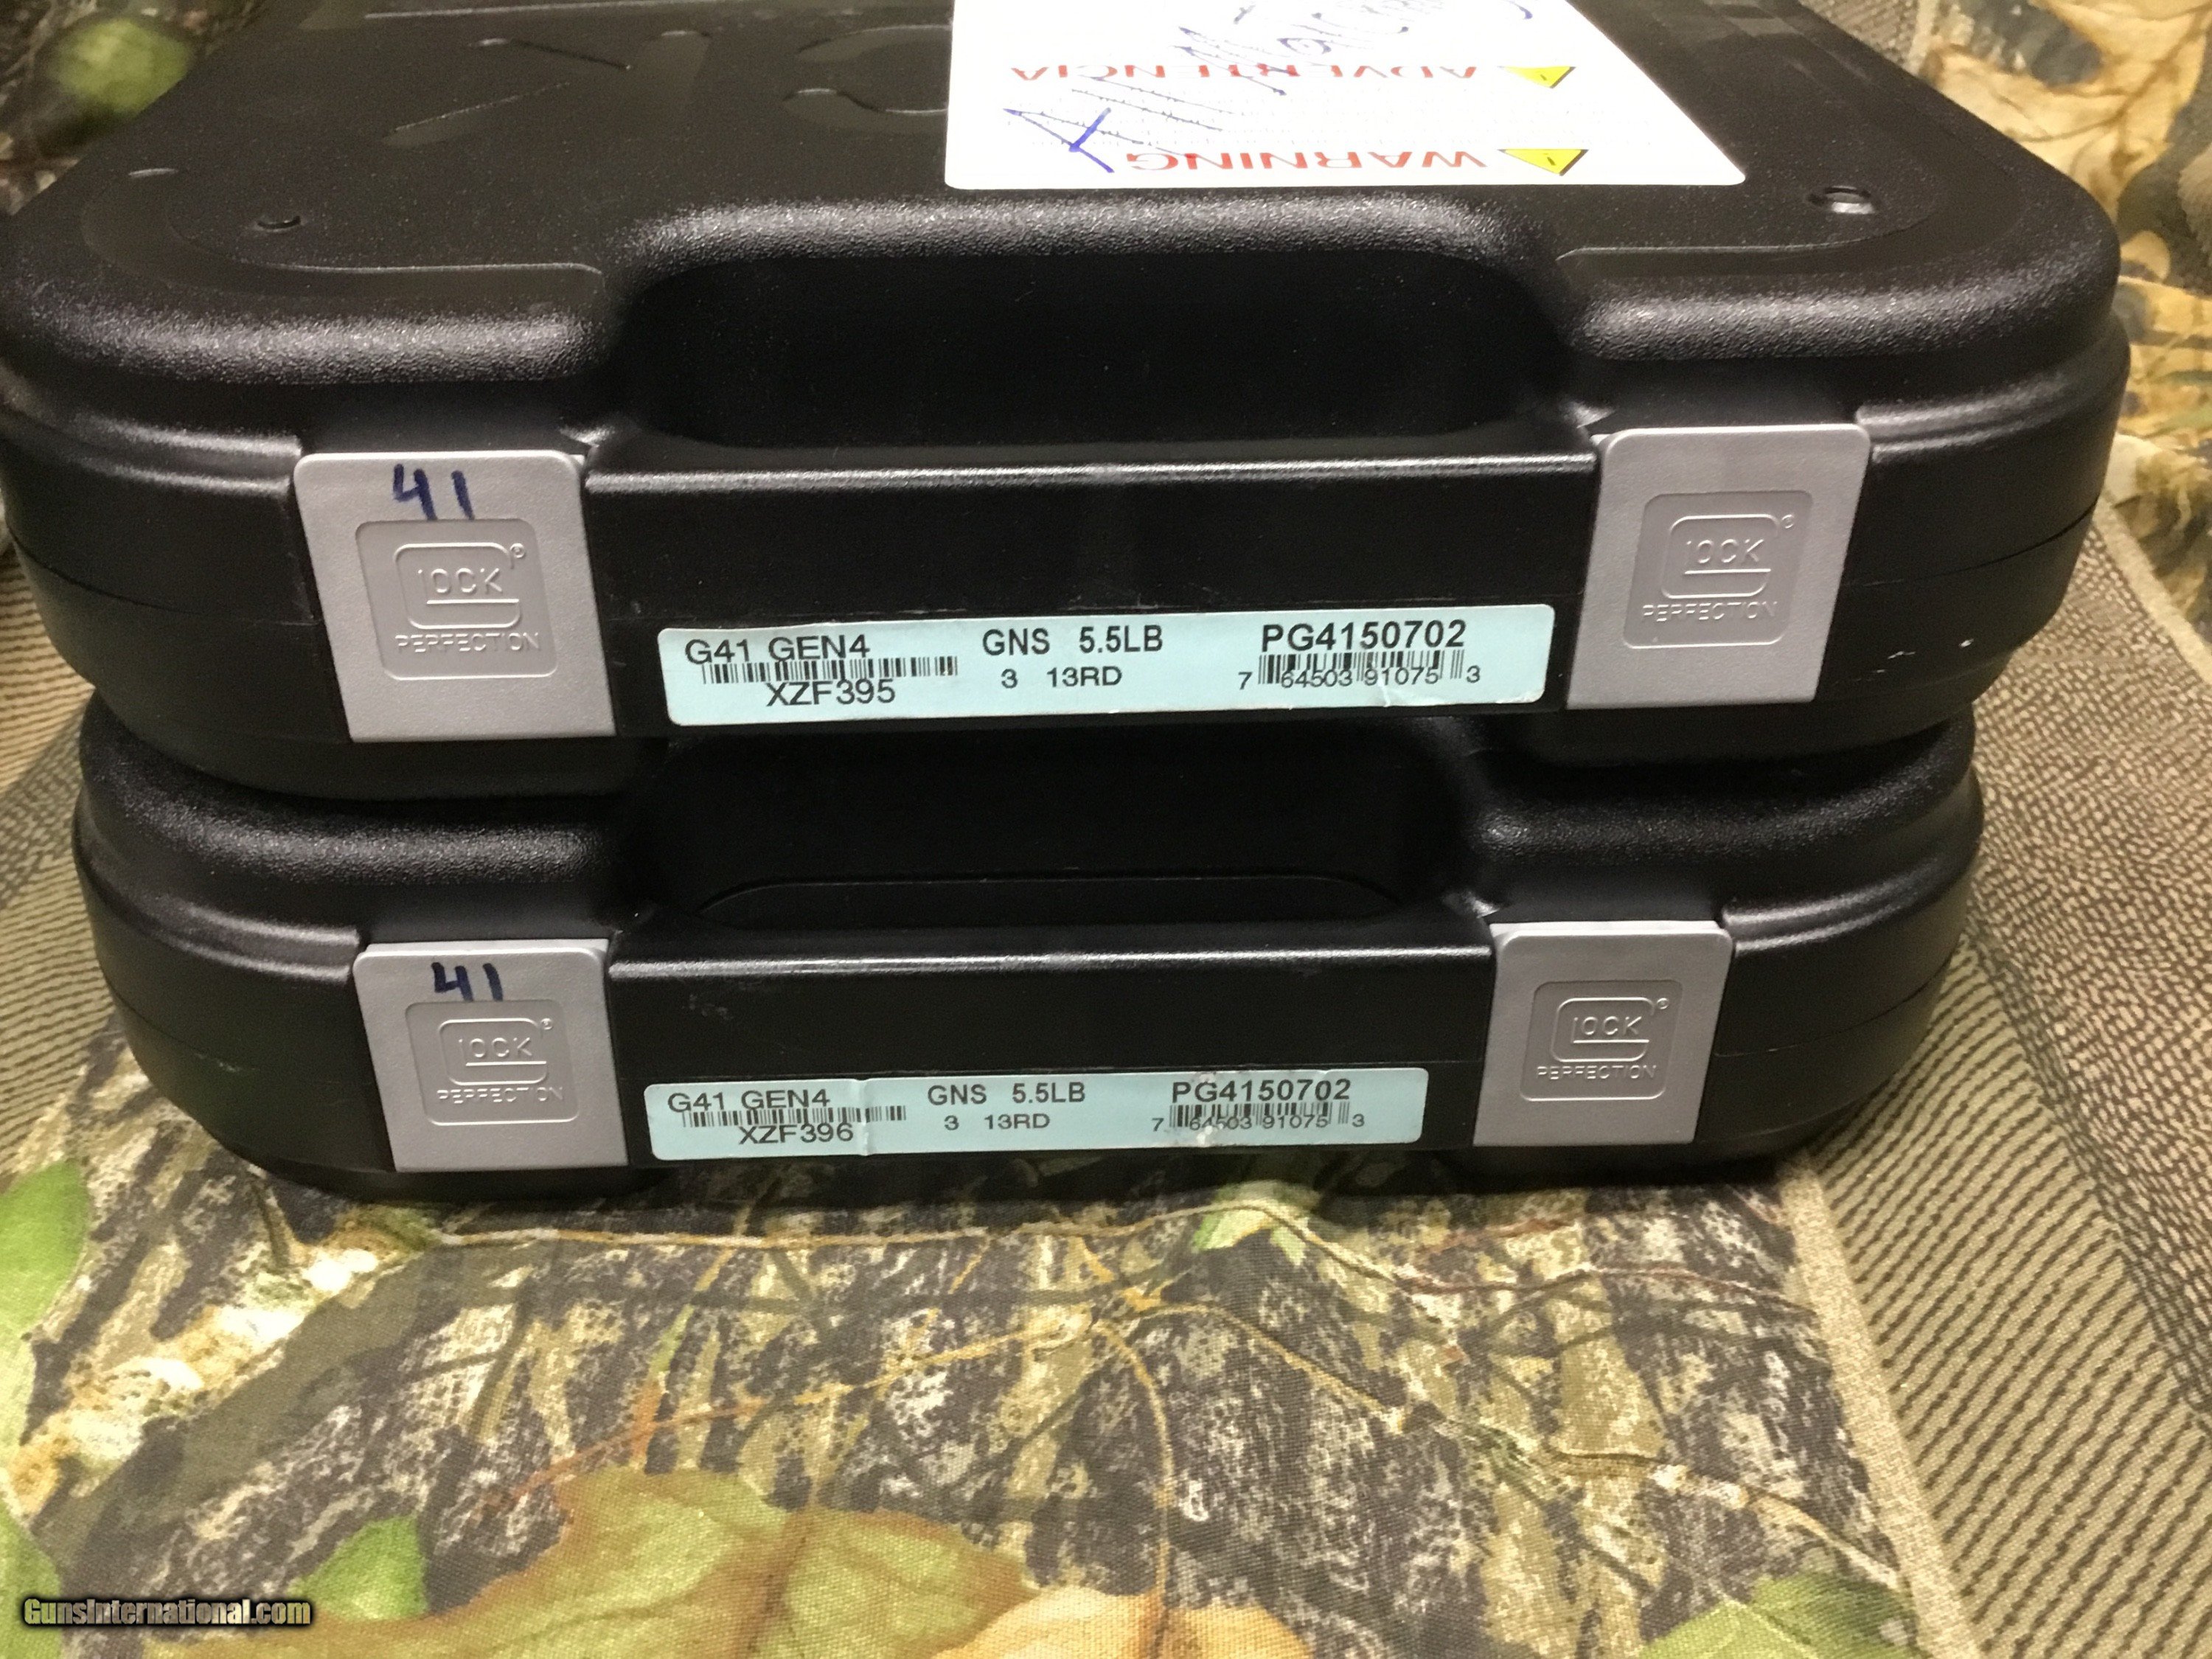 ADVERTENCIA
WARNING
41
GLOCK
PERFECTION
GLOCK
PERFECTION
G41 GEN4 GNS 5.5LB PG4150702
XZF395 3 13RD 7 64503 91075 3
41
GLOCK
PERFECTION
GLOCK
PERFECTION
G41 GEN4 GNS 5.5LB PG4150702
XZF396 3 13RD 7 64503 91075 3
GunsInternational.com